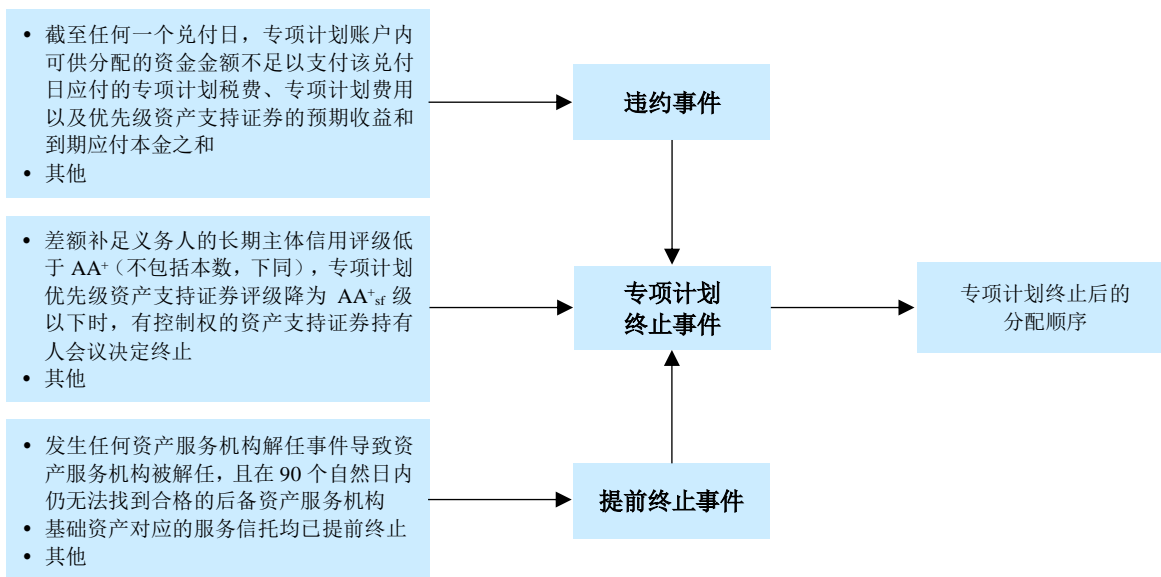 • 截至任何一个兑付日，专项计划账户内
可供分配的资金金额不足以支付该兑付
日应付的专项计划税费、专项计划费用
以及优先级资产支持证券的预期收益和
到期应付本金之和
• 其他
违约事件
• 差额补足义务人的长期主体信用评级低
于 AA⁺（不包括本数，下同），专项计划
优先级资产支持证券评级降为 AA⁺sf 级
以下时，有控制权的资产支持证券持有
人会议决定终止
• 其他
专项计划
终止事件
专项计划终止后的
分配顺序
• 发生任何资产服务机构解任事件导致资
产服务机构被解任，且在 90 个自然日内
仍无法找到合格的后备资产服务机构
• 基础资产对应的服务信托均已提前终止
• 其他
提前终止事件